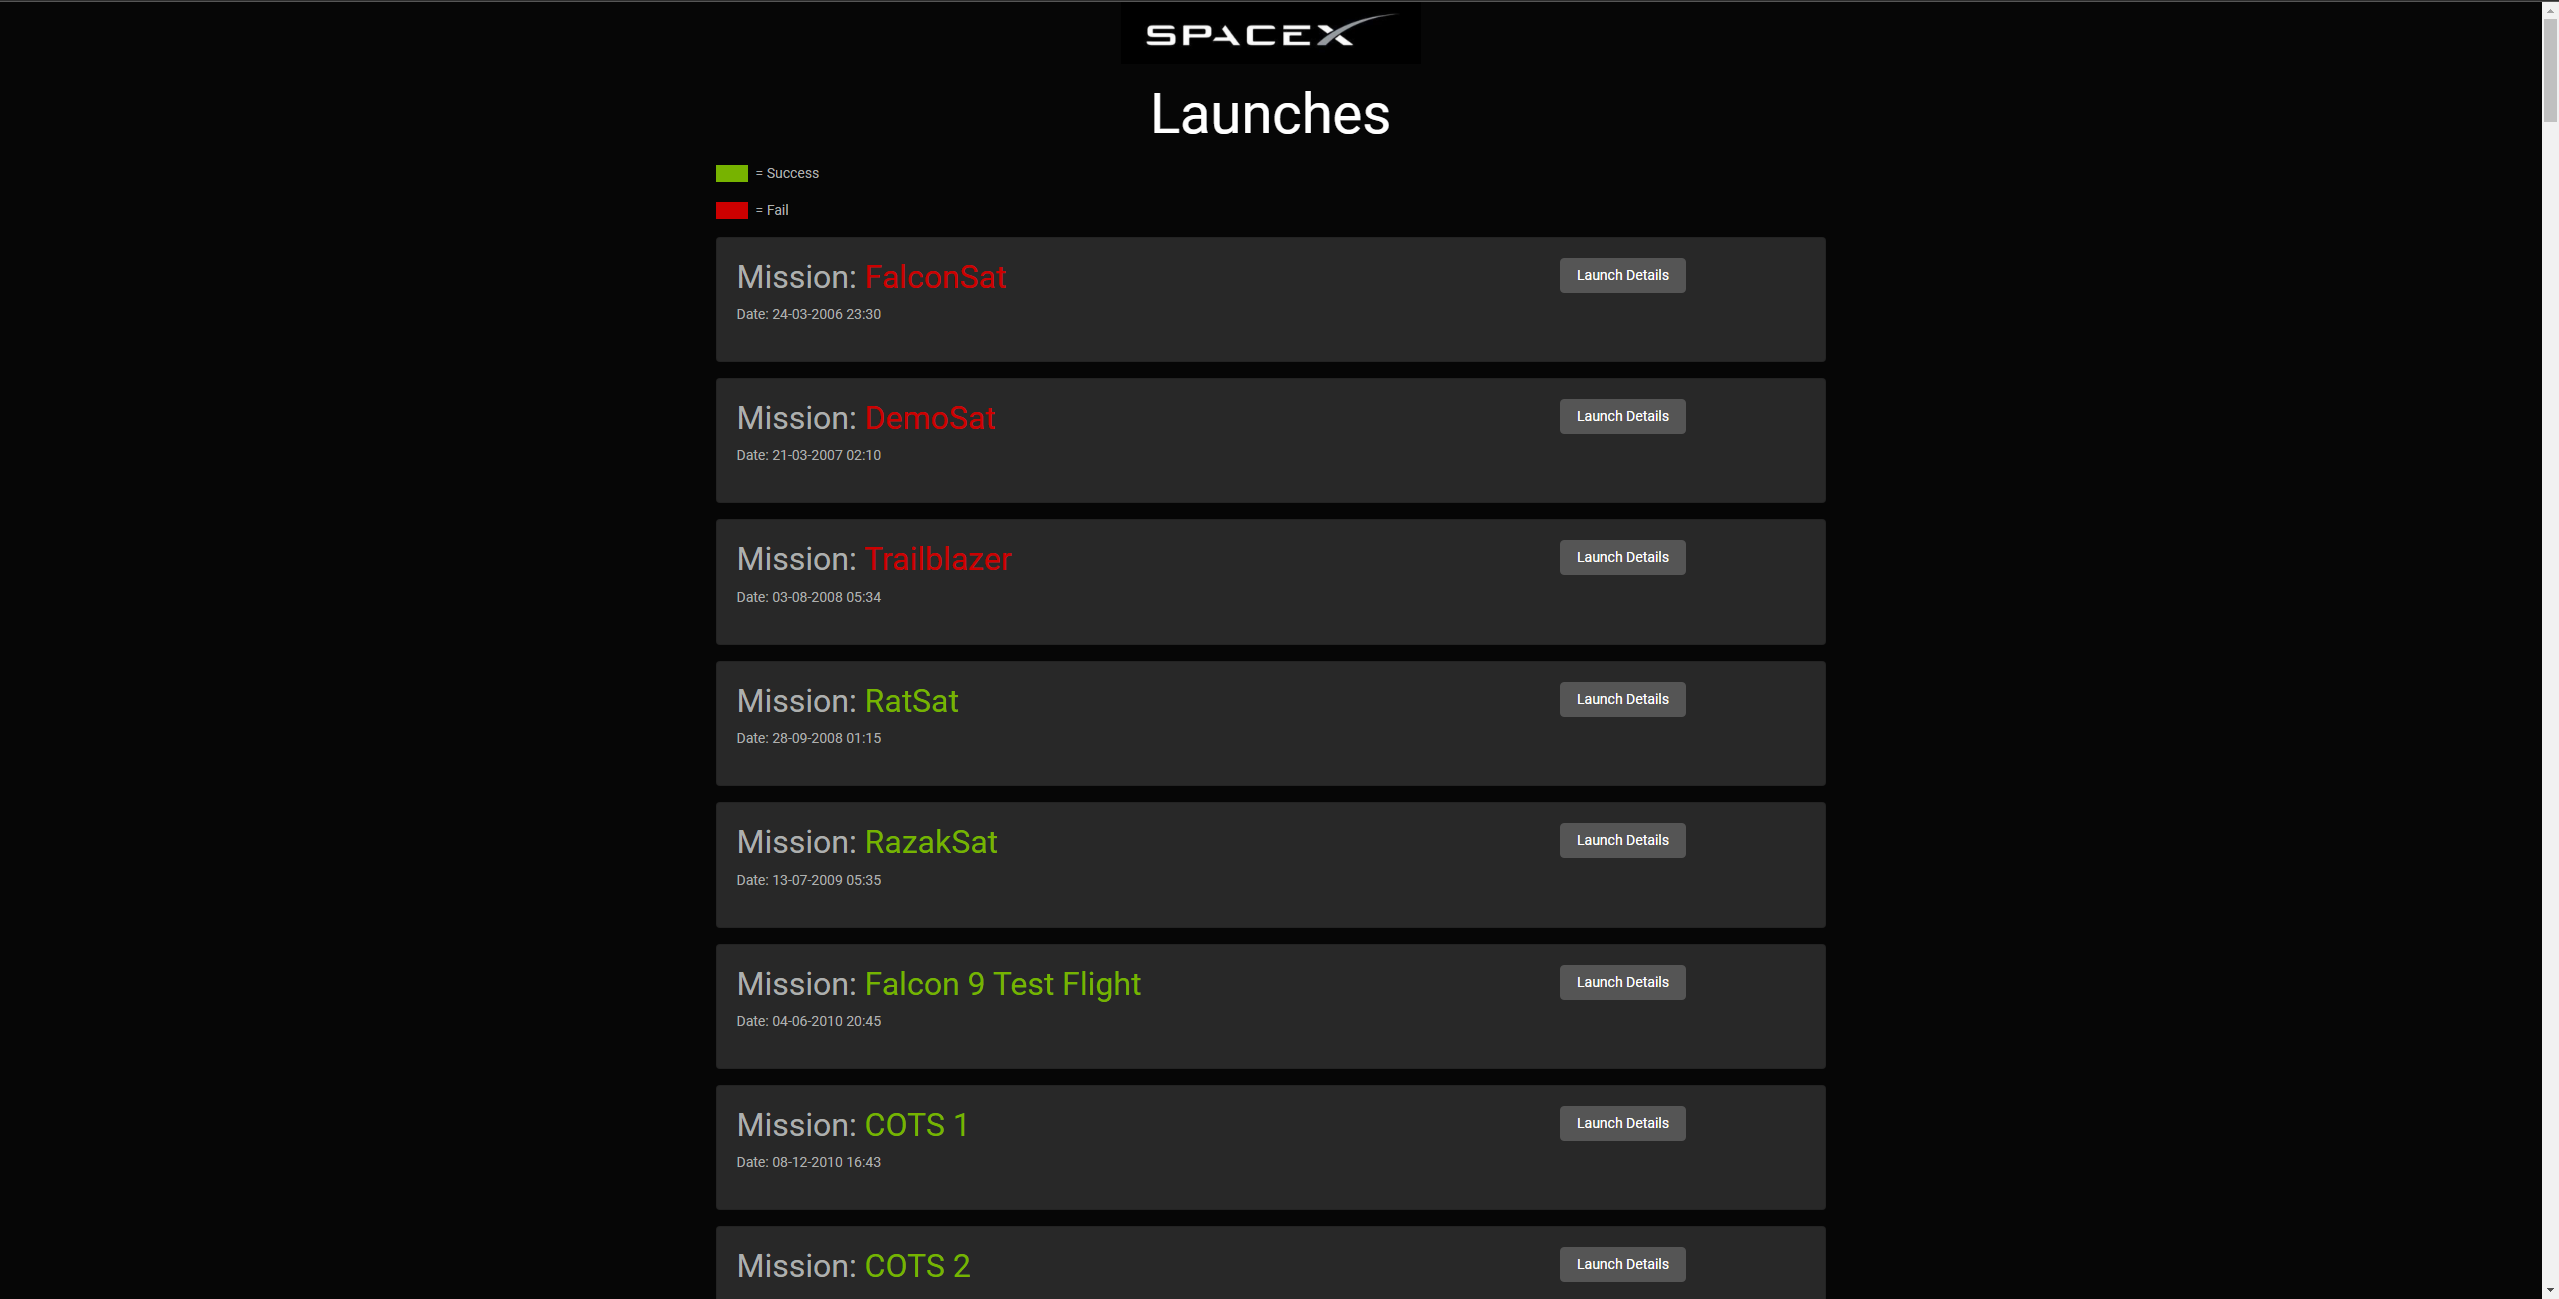 SPACEX
Launches
= Success
= Fail
Mission: FalconSat
Launch Details
Date: 24-03-2006 23:30
Mission: DemoSat
Launch Details
Date: 21-03-2007 02:10
Mission: Trailblazer
Launch Details
Date: 03-08-2008 05:34
Mission: RatSat
Launch Details
Date: 28-09-2008 01:15
Mission: RazakSat
Launch Details
Date: 13-07-2009 05:35
Mission: Falcon 9 Test Flight
Launch Details
Date: 04-06-2010 20:45
Mission: COTS 1
Launch Details
Date: 08-12-2010 16:43
Mission: COTS 2
Launch Details